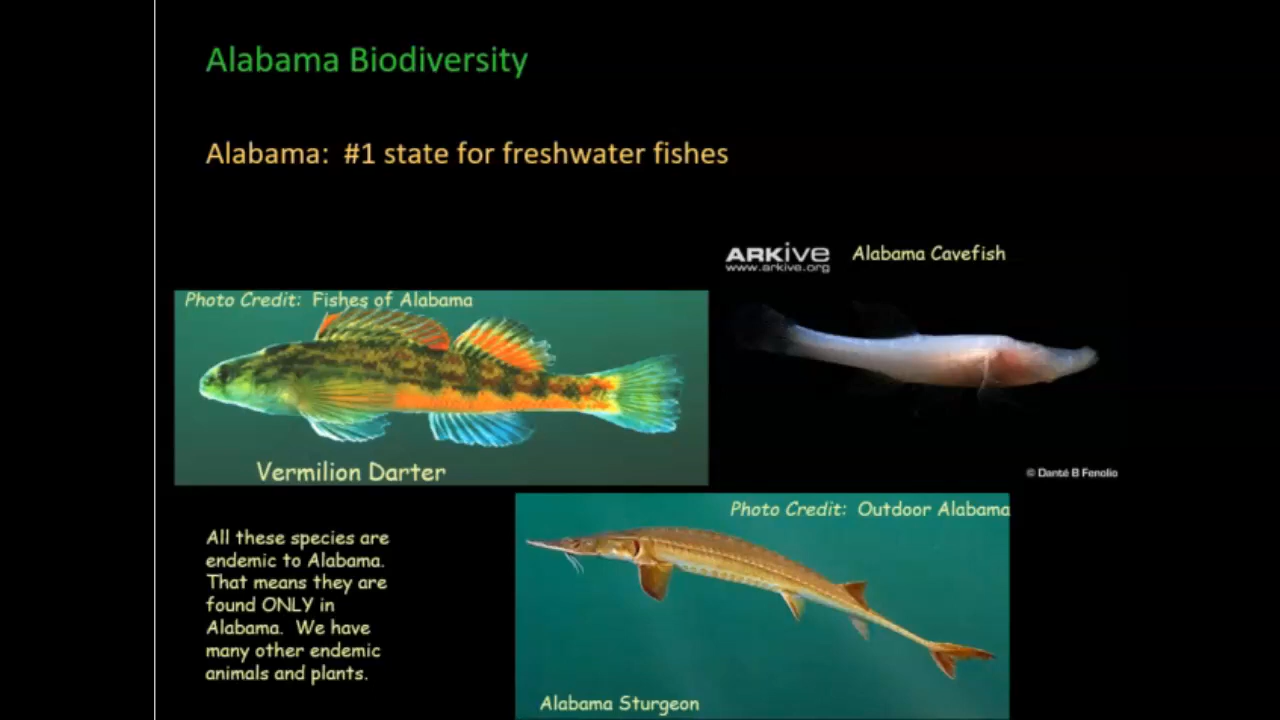 Alabama Biodiversity
Alabama: #1 state for freshwater fishes
ARKive
www.arkive.org
Alabama Cavefish
Photo Credit: Fishes of Alabama
Vermilion Darter
© Danté B Fenolio
Photo Credit: Outdoor Alabama
All these species are
endemic to Alabama.
That means they are
found ONLY in
Alabama. We have
many other endemic
animals and plants.
Alabama Sturgeon